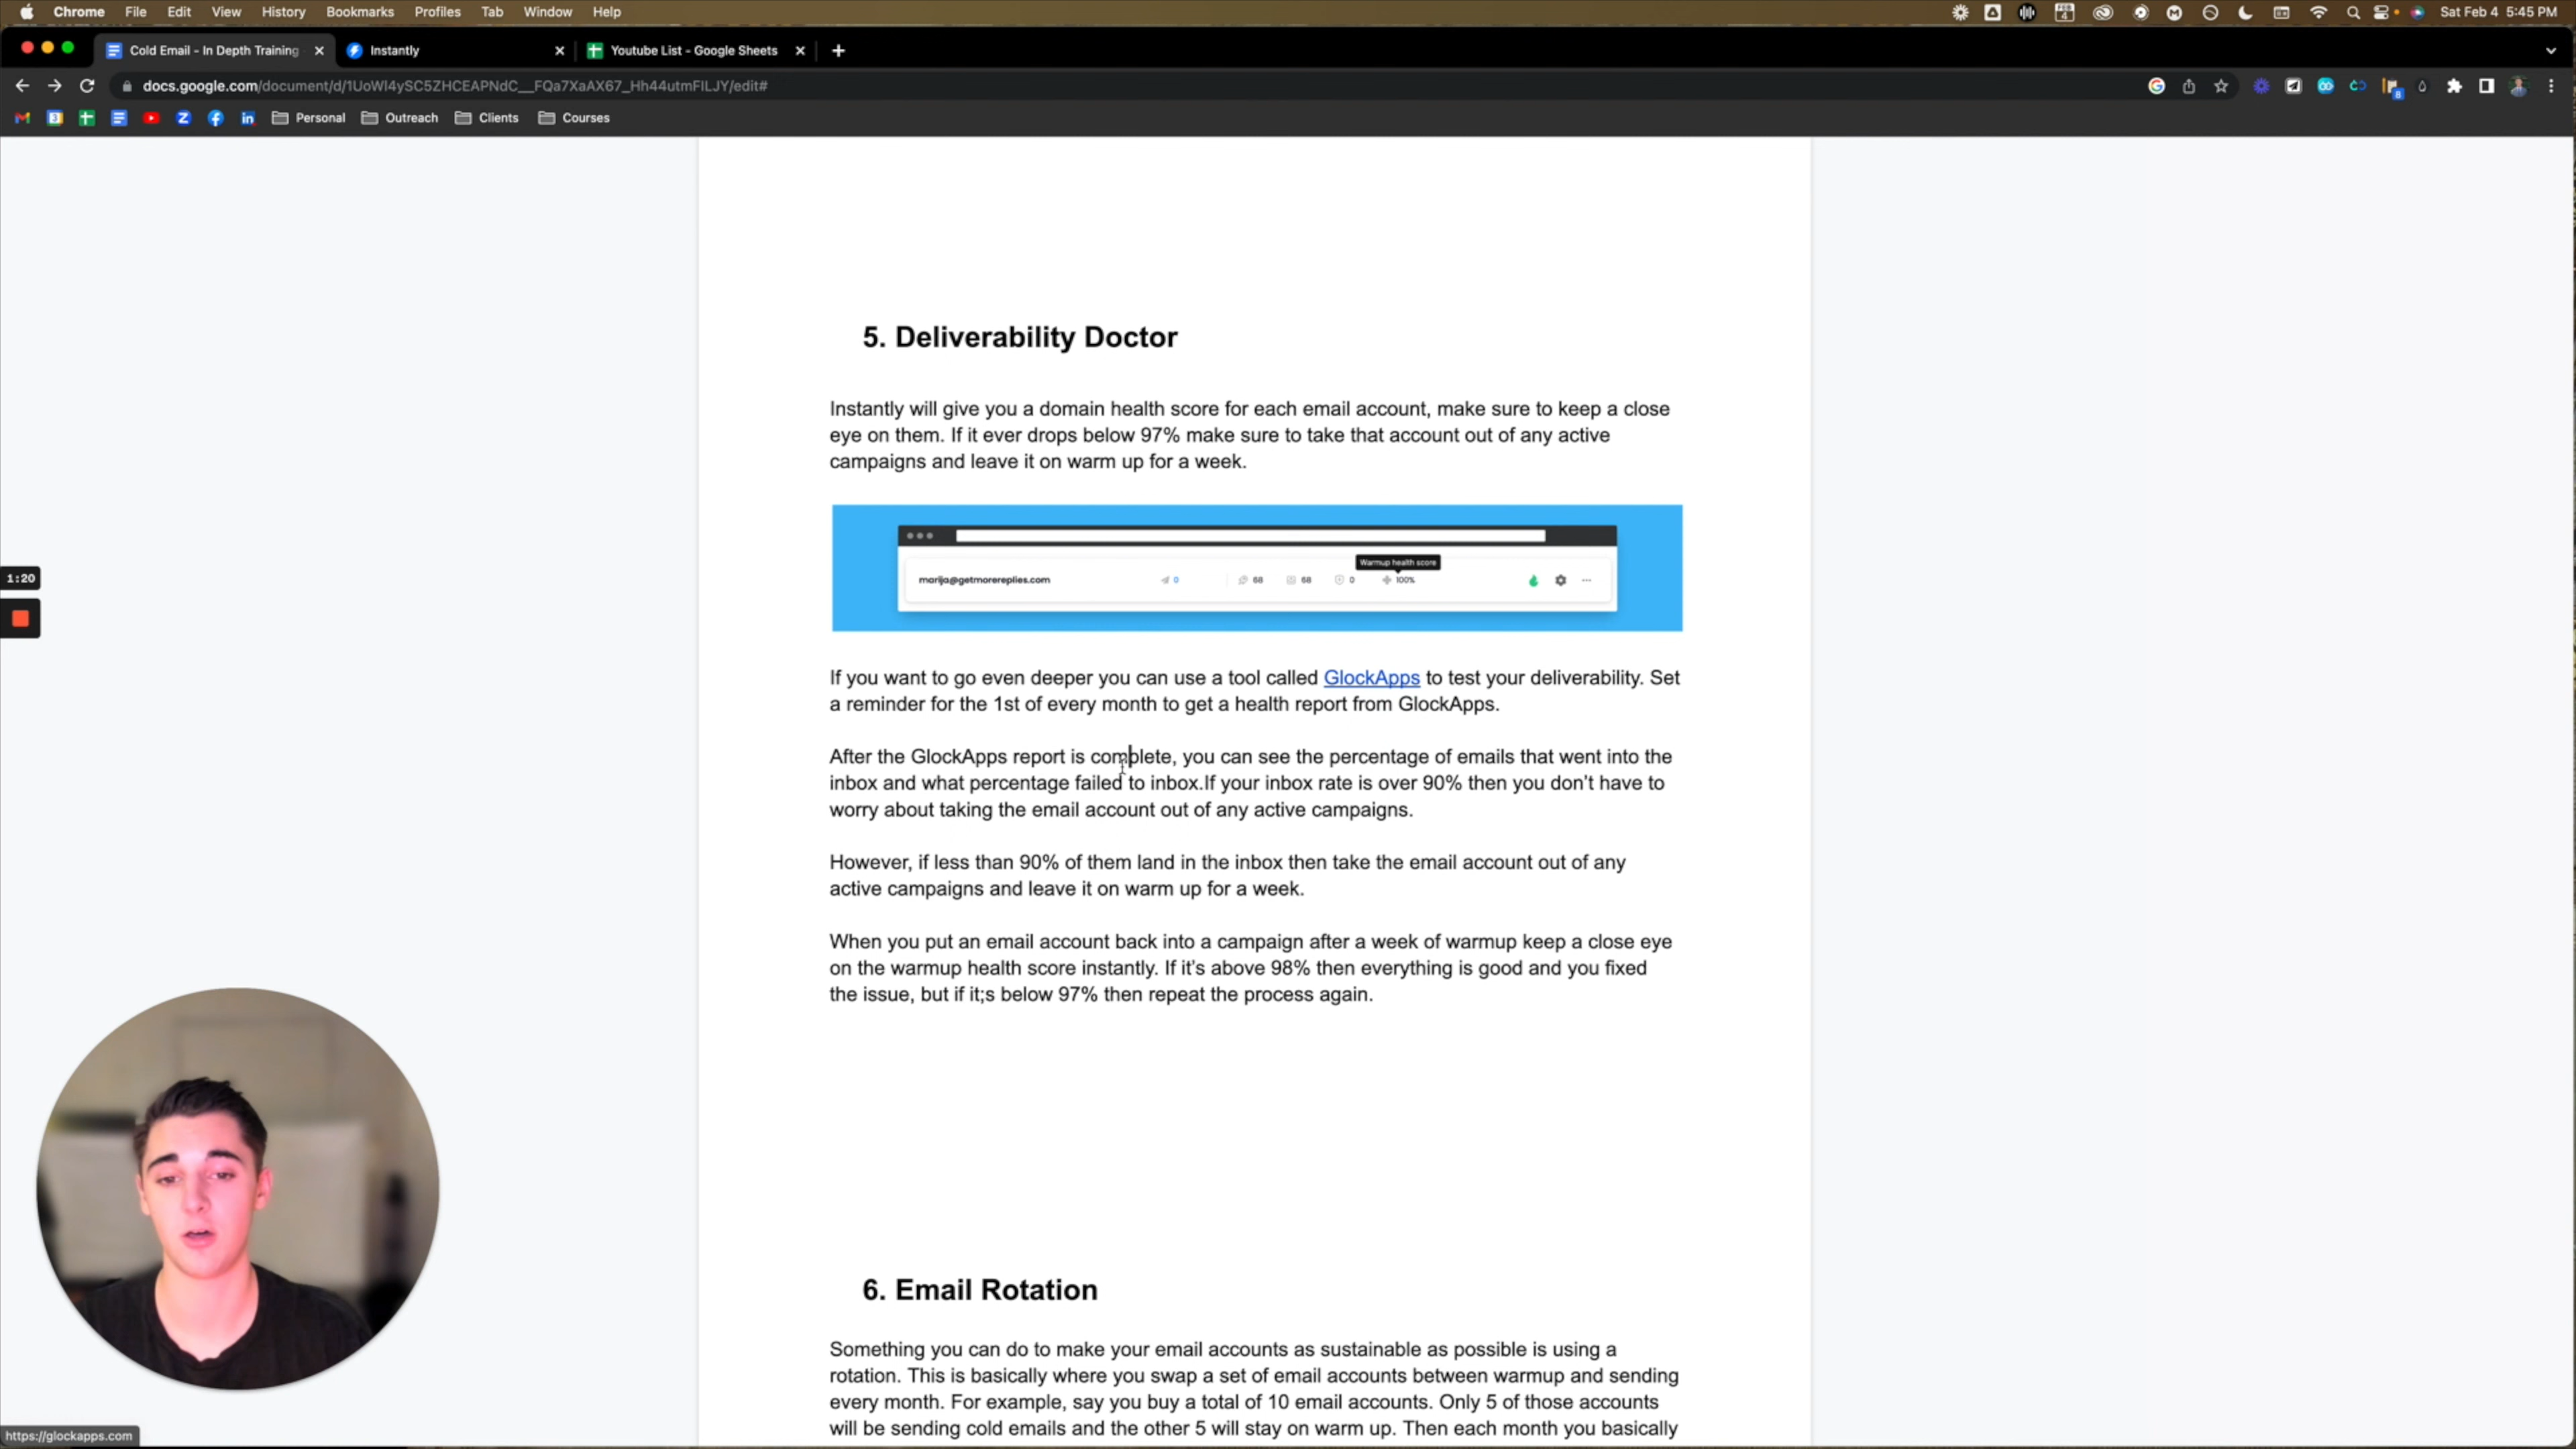 Chrome File Edit View History Bookmarks Profiles Tab Window Help
FEB
4
Sat Feb 4 5:45 PM
Cold Email - In Depth Training
Instantly
Youtube List - Google Sheets
docs.google.com/document/d/1UoWl4ySC5ZHCEAPNdC__FQa7XaAX67_Hh44utmFlLJY/edit#
8
Personal Outreach Clients Courses
5. Deliverability Doctor
Instantly will give you a domain health score for each email account, make sure to keep a close
eye on them. If it ever drops below 97% make sure to take that account out of any active
campaigns and leave it on warm up for a week.
1:20
Warmup health score
marija@getmorereplies.com 0 68 68 0 100%
If you want to go even deeper you can use a tool called GlockApps to test your deliverability. Set
a reminder for the 1st of every month to get a health report from GlockApps.
After the GlockApps report is complete, you can see the percentage of emails that went into the
inbox and what percentage failed to inbox.If your inbox rate is over 90% then you don't have to
worry about taking the email account out of any active campaigns.
However, if less than 90% of them land in the inbox then take the email account out of any
active campaigns and leave it on warm up for a week.
When you put an email account back into a campaign after a week of warmup keep a close eye
on the warmup health score instantly. If it's above 98% then everything is good and you fixed
the issue, but if it;s below 97% then repeat the process again.
6. Email Rotation
Something you can do to make your email accounts as sustainable as possible is using a
rotation. This is basically where you swap a set of email accounts between warmup and sending
every month. For example, say you buy a total of 10 email accounts. Only 5 of those accounts
will be sending cold emails and the other 5 will stay on warm up. Then each month you basically
https://glockapps.com